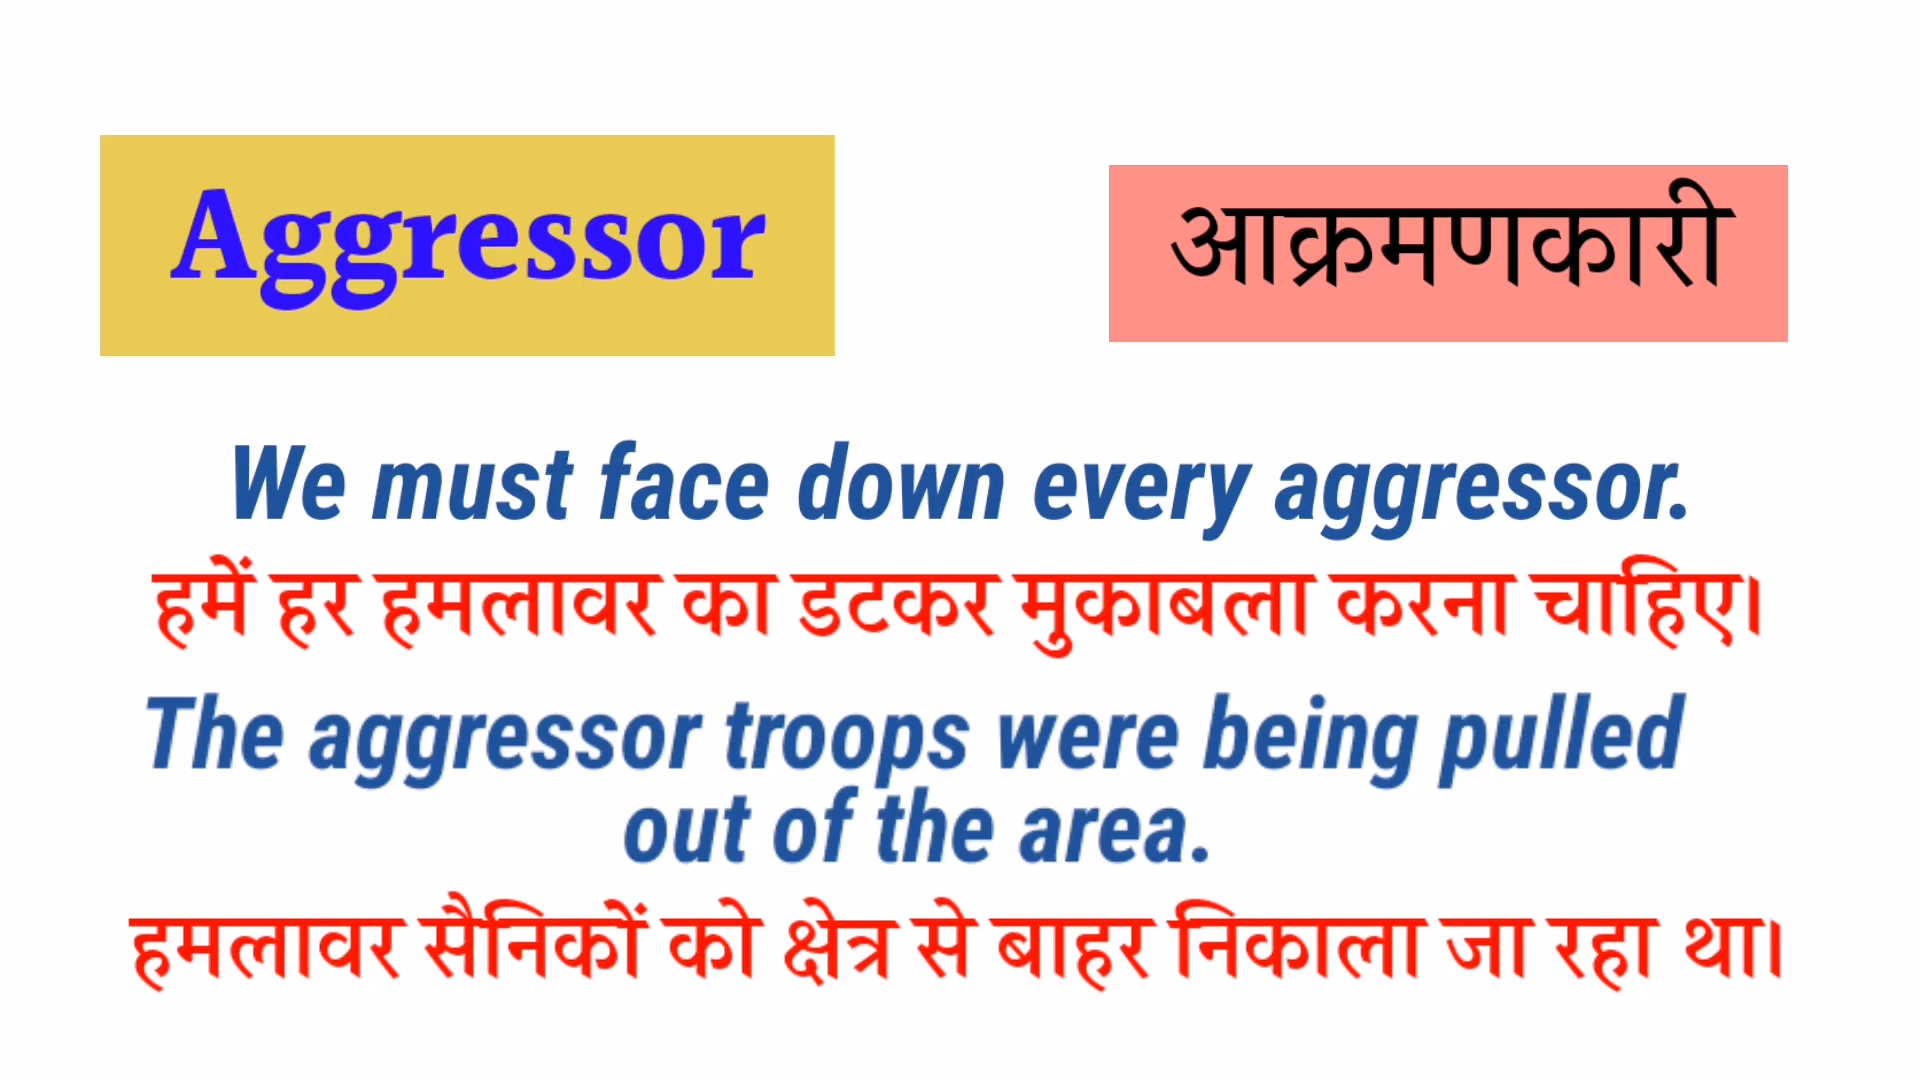 Aggressor
आक्रमणकारी
We must face down every aggressor.
हमें हर हमलावर का डटकर मुकाबला करना चाहिए।
The aggressor troops were being pulled
out of the area.
हमलावर सैनिकों को क्षेत्र से बाहर निकाला जा रहा था।